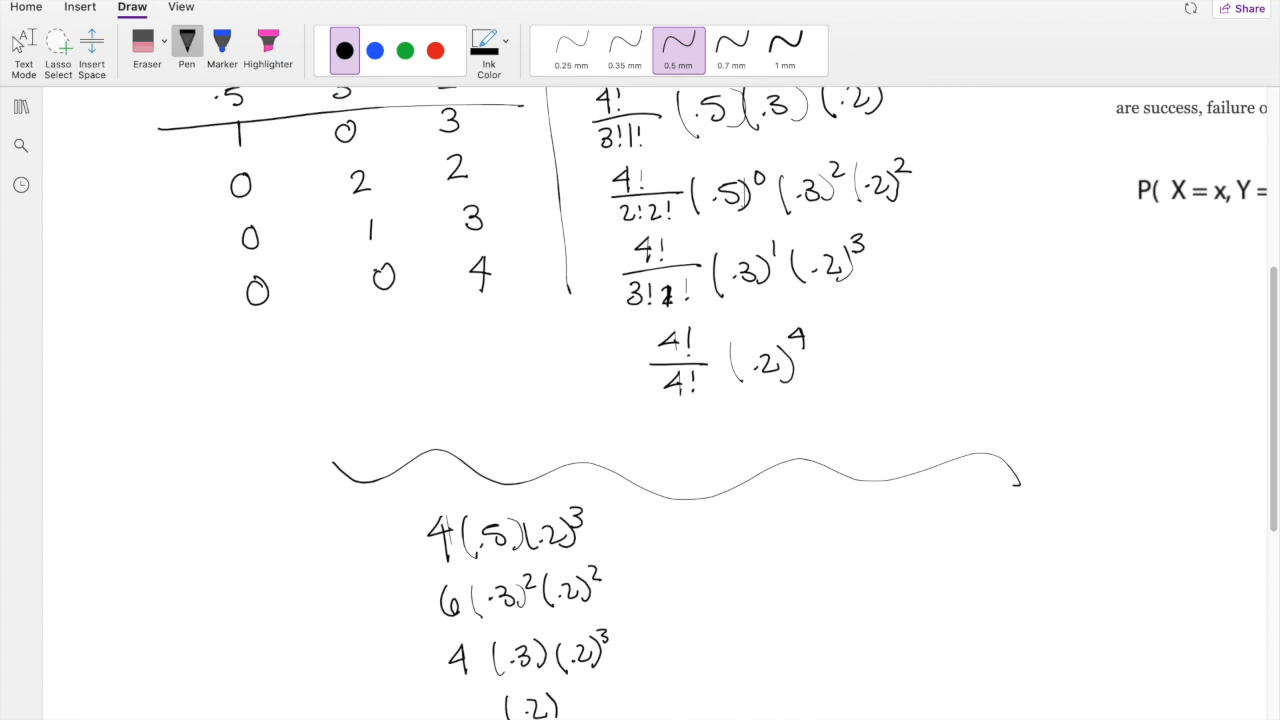 Home Insert Draw View Share
Text Mode Lasso Select Insert Space Eraser Pen Marker Highlighter Ink Color 0.25 mm 0.35 mm 0.5 mm 0.7 mm 1 mm
.5
1 0 3
0 2 2
0 1 3
0 0 4
4!/3!1! (.5)(.3)(.2)
4!/2!2! (.5)^0 (.3)^2 (.2)^2
4!/3!1! (.3)^1 (.2)^3
4!/4! (.2)^4
4(.5)(.2)^3
6(.3)^2(.2)^2
4 (.3)(.2)^3
(.2)
are success, failure o
P( X = x, Y =